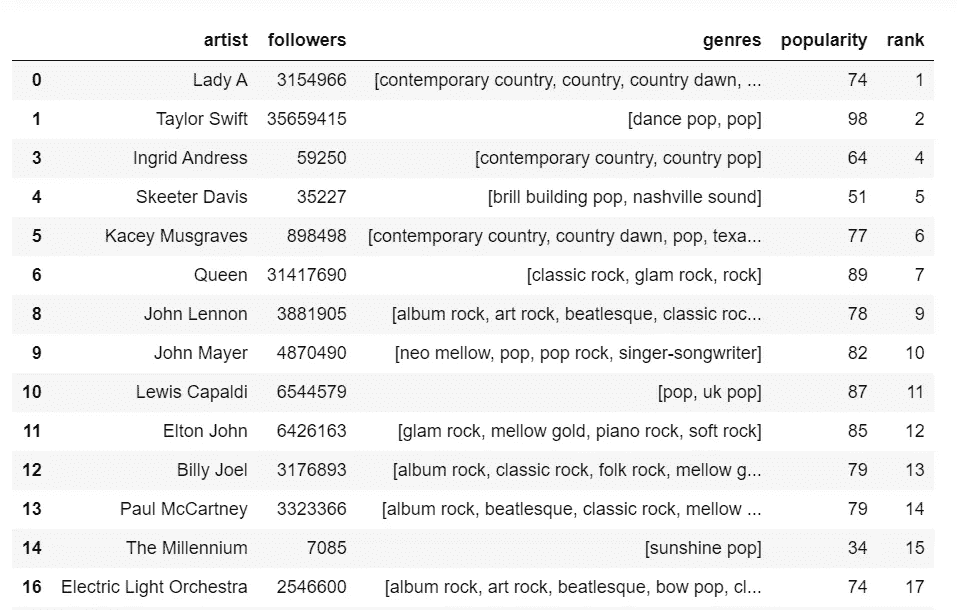 artist followers genres popularity rank
0 Lady A 3154966 [contemporary country, country, country dawn, ... 74 1
1 Taylor Swift 35659415 [dance pop, pop] 98 2
3 Ingrid Andress 59250 [contemporary country, country pop] 64 4
4 Skeeter Davis 35227 [brill building pop, nashville sound] 51 5
5 Kacey Musgraves 898498 [contemporary country, country dawn, pop, texa... 77 6
6 Queen 31417690 [classic rock, glam rock, rock] 89 7
8 John Lennon 3881905 [album rock, art rock, beatlesque, classic roc... 78 9
9 John Mayer 4870490 [neo mellow, pop, pop rock, singer-songwriter] 82 10
10 Lewis Capaldi 6544579 [pop, uk pop] 87 11
11 Elton John 6426163 [glam rock, mellow gold, piano rock, soft rock] 85 12
12 Billy Joel 3176893 [album rock, classic rock, folk rock, mellow g... 79 13
13 Paul McCartney 3323366 [album rock, beatlesque, classic rock, mellow ... 79 14
14 The Millennium 7085 [sunshine pop] 34 15
16 Electric Light Orchestra 2546600 [album rock, art rock, beatlesque, bow pop, cl... 74 17